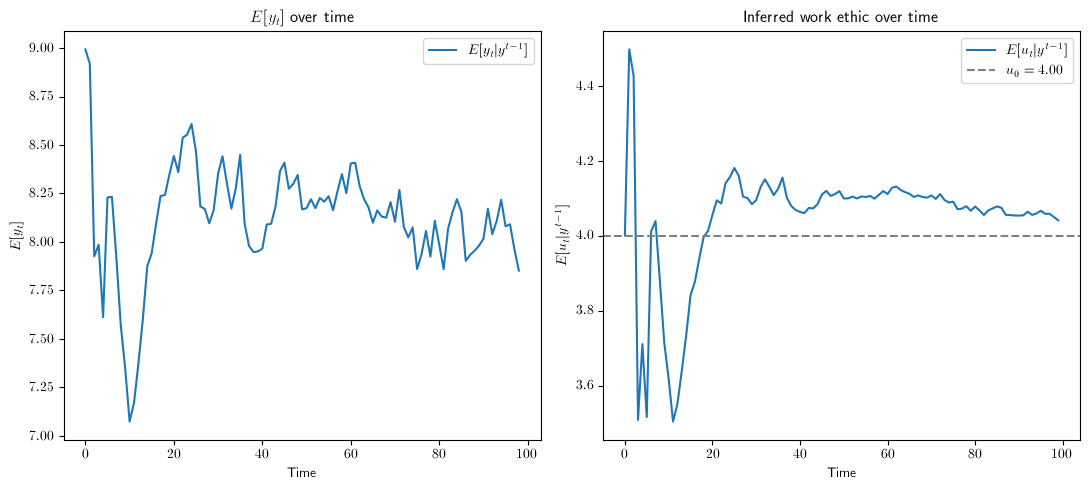 E[y_t] over time
E[y_t|y^{t−1}]
9.00
8.75
8.50
8.25
8.00
7.75
7.50
7.25
7.00
E[y_t]
0
20
40
60
80
100
Time
Inferred work ethic over time
E[u_t|y^{t−1}]
u_0 = 4.00
4.4
4.2
4.0
3.8
3.6
E[u_t|y^{t−1}]
0
20
40
60
80
100
Time